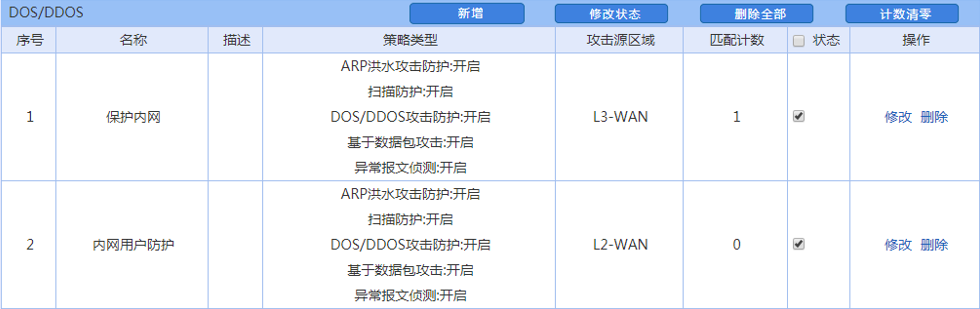 DOS/DDOS 新增 修改状态 删除全部 计数清零
序号 名称 描述 策略类型 攻击源区域 匹配计数 状态 操作
ARP洪水攻击防护:开启
扫描防护:开启
1 保护内网 DOS/DDOS攻击防护:开启 L3-WAN 1 修改 删除
基于数据包攻击:开启
异常报文侦测:开启
ARP洪水攻击防护:开启
扫描防护:开启
2 内网用户防护 DOS/DDOS攻击防护:开启 L2-WAN 0 修改 删除
基于数据包攻击:开启
异常报文侦测:开启